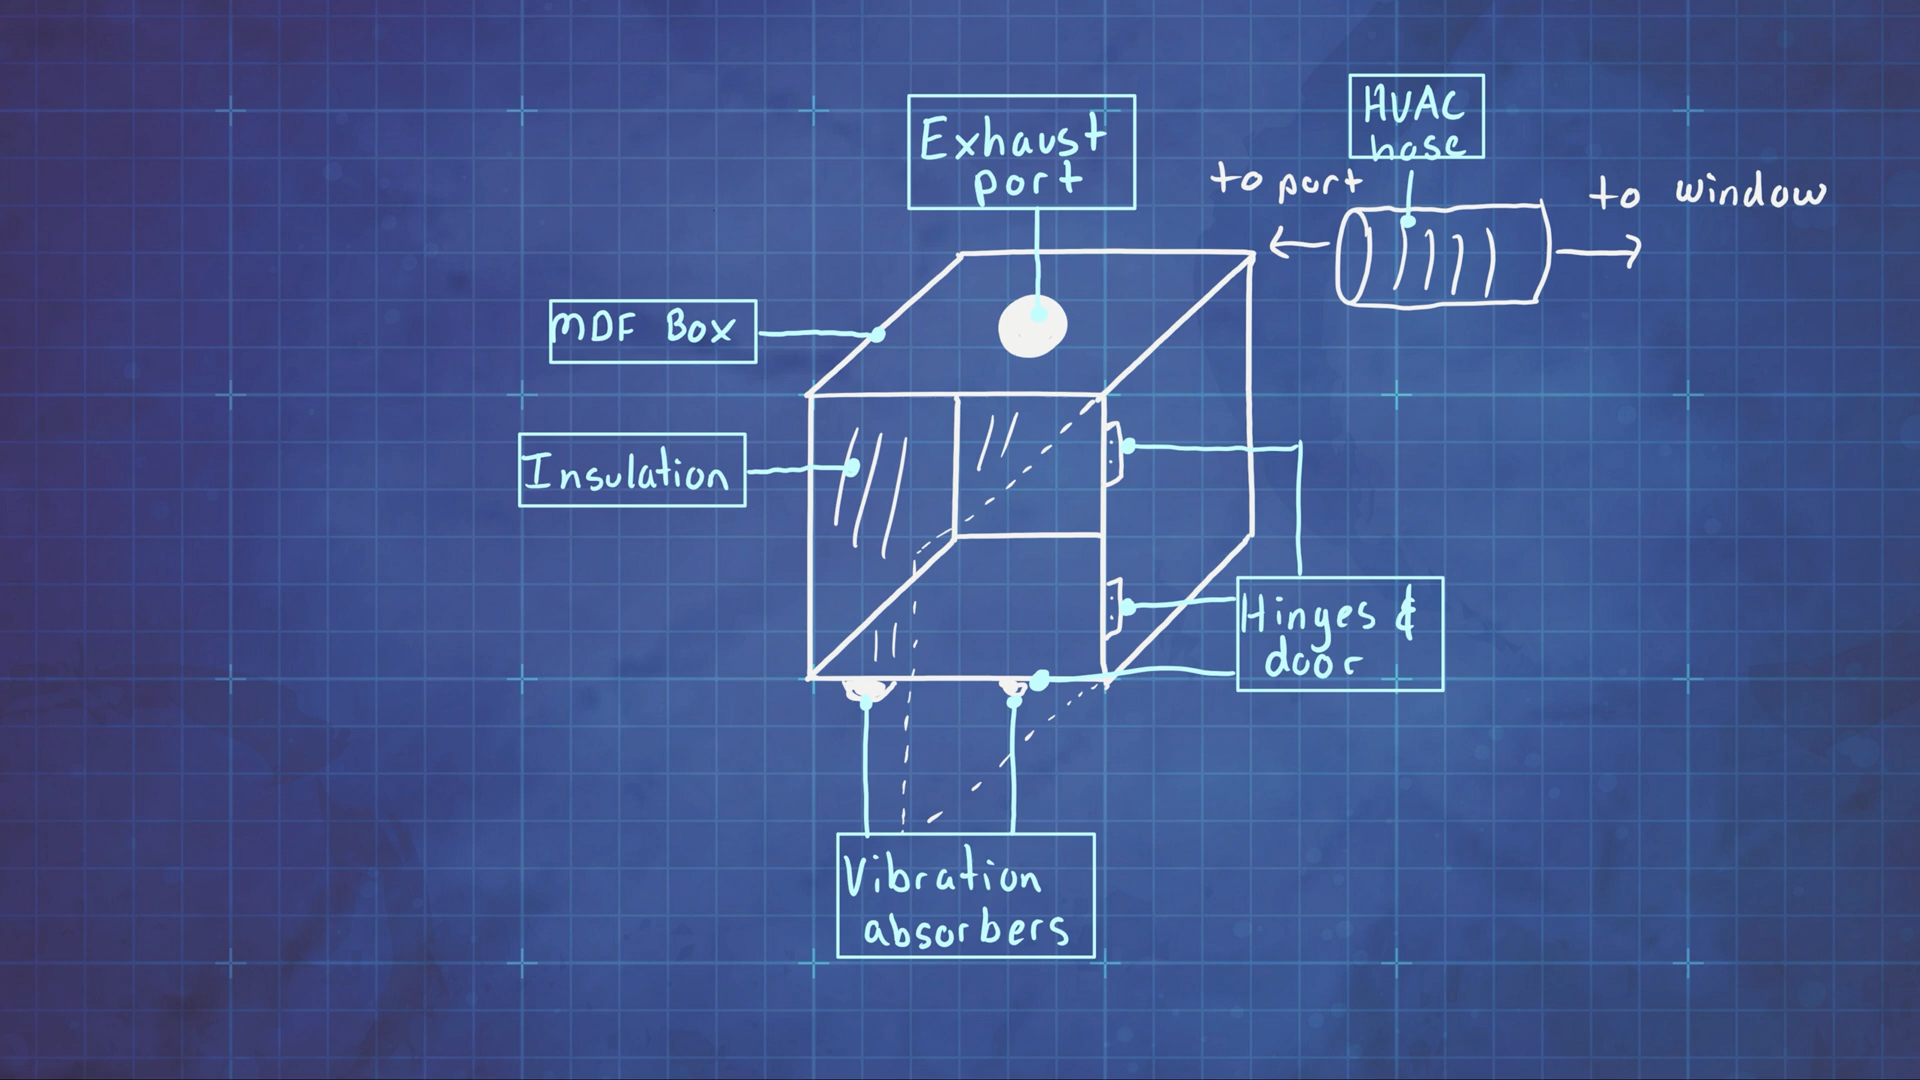 HVAC
hose
Exhaust
port
to port
to window
MDF Box
Insulation
Hinges &
door
Vibration
absorbers